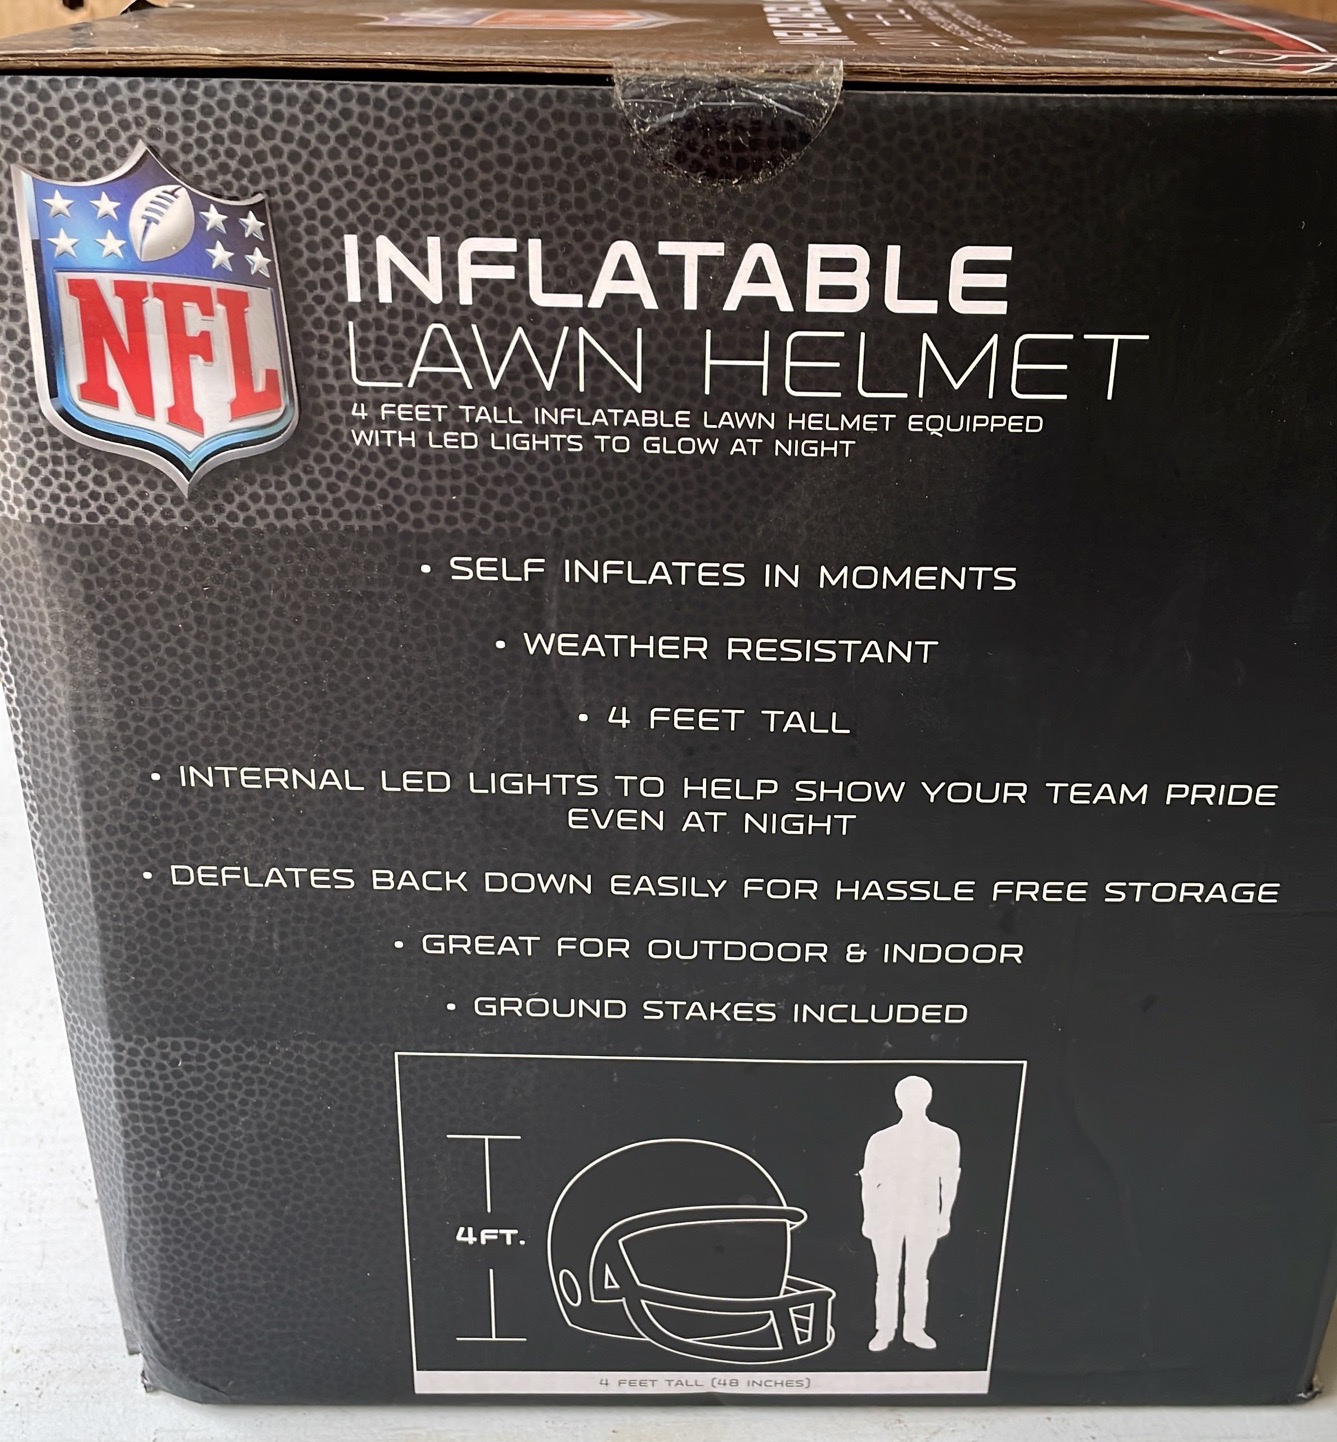 INFLATABLE
NFL
INFLATABLE
LAWN HELMET
4 FEET TALL INFLATABLE LAWN HELMET EQUIPPED
WITH LED LIGHTS TO GLOW AT NIGHT
• SELF INFLATES IN MOMENTS
• WEATHER RESISTANT
• 4 FEET TALL
• INTERNAL LED LIGHTS TO HELP SHOW YOUR TEAM PRIDE
EVEN AT NIGHT
• DEFLATES BACK DOWN EASILY FOR HASSLE FREE STORAGE
• GREAT FOR OUTDOOR & INDOOR
• GROUND STAKES INCLUDED
4FT.
4 FEET TALL (48 INCHES)